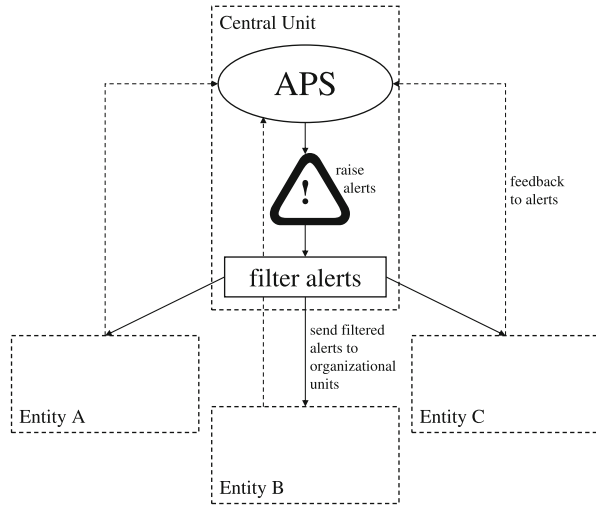 Central Unit
APS
!
raise
alerts
feedback
to alerts
filter alerts
send filtered
alerts to
organizational
units
Entity A
Entity C
Entity B